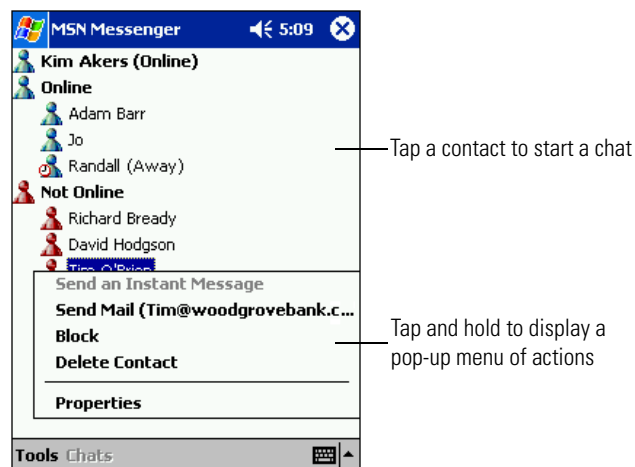 MSN Messenger 5:09
Kim Akers (Online)
Online
Adam Barr
Jo
Randall (Away)
Not Online
Richard Bready
David Hodgson
Tim O'Brien
Send an Instant Message
Send Mail (Tim@woodgrovebank.c...
Block
Delete Contact
Properties
Tools Chats
Tap a contact to start a chat
Tap and hold to display a
pop-up menu of actions